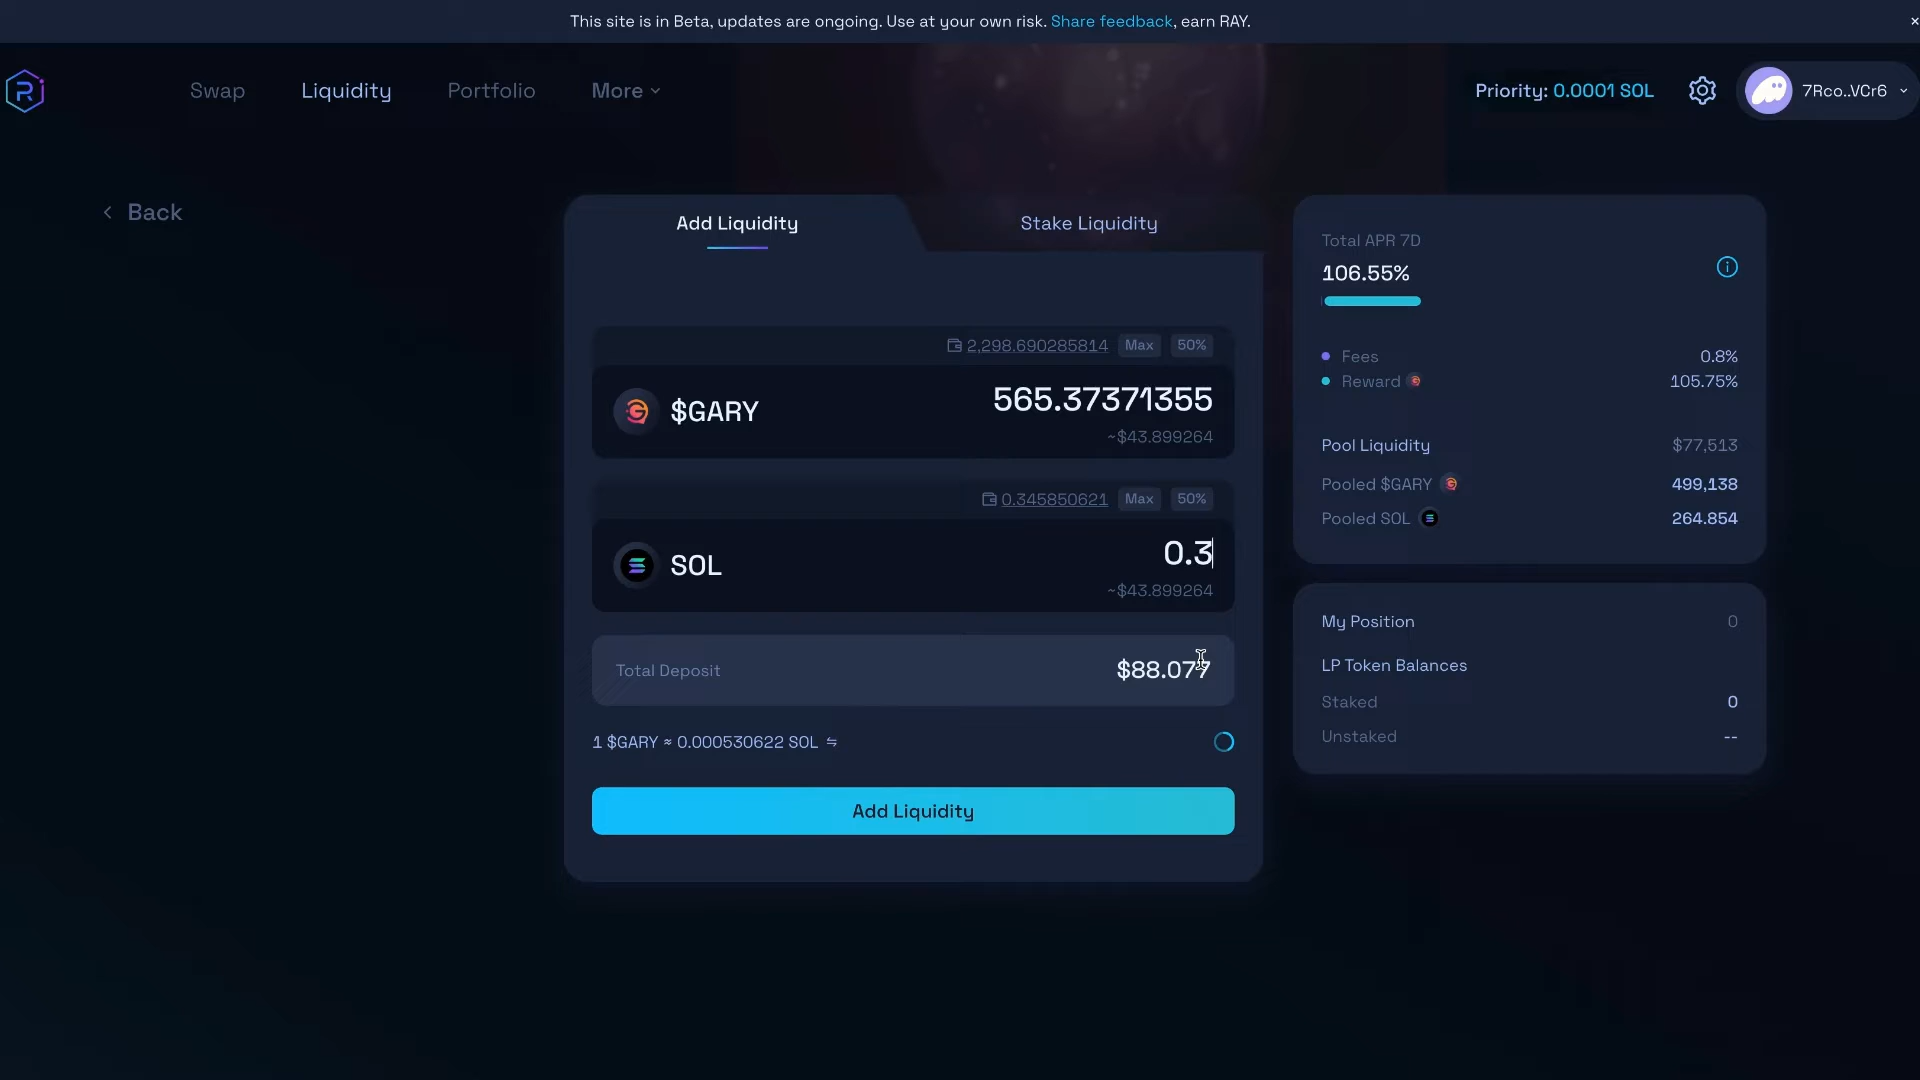 This site is in Beta, updates are ongoing. Use at your own risk. Share feedback, earn RAY.
Swap
Liquidity
Portfolio
More
Priority: 0.0001 SOL
7Rco..VCr6
Back
Add Liquidity
Stake Liquidity
2,298.690285814 Max 50%
$GARY 565.37371355
~$43.899264
0.345850621 Max 50%
SOL 0.3
~$43.899264
Total Deposit $88.077
1 $GARY ≈ 0.000530622 SOL ⇋
Add Liquidity
Total APR 7D
106.55%
Fees 0.8%
Reward 105.75%
Pool Liquidity $77,513
Pooled $GARY 499,138
Pooled SOL 264.854
My Position 0
LP Token Balances
Staked 0
Unstaked --